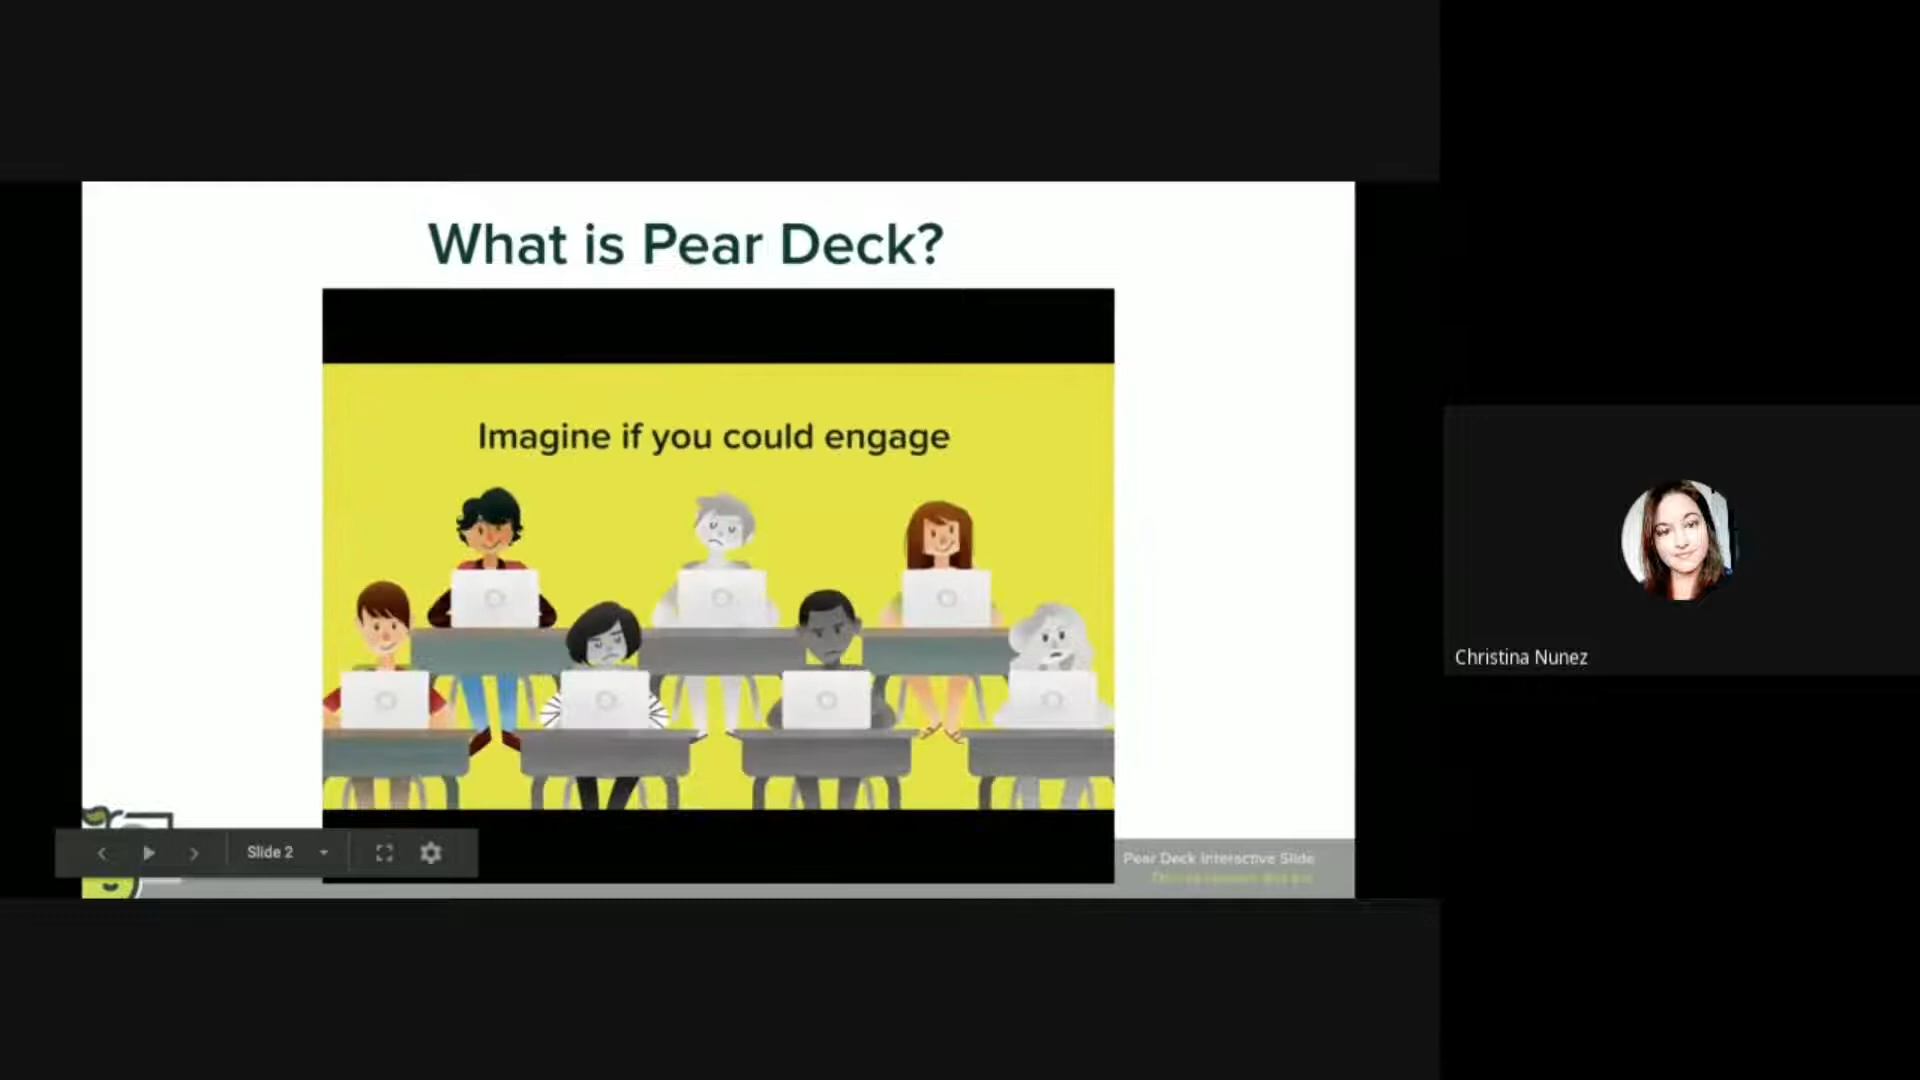 What is Pear Deck?
Imagine if you could engage
Christina Nunez
Slide 2
Pear Deck Interactive Slide